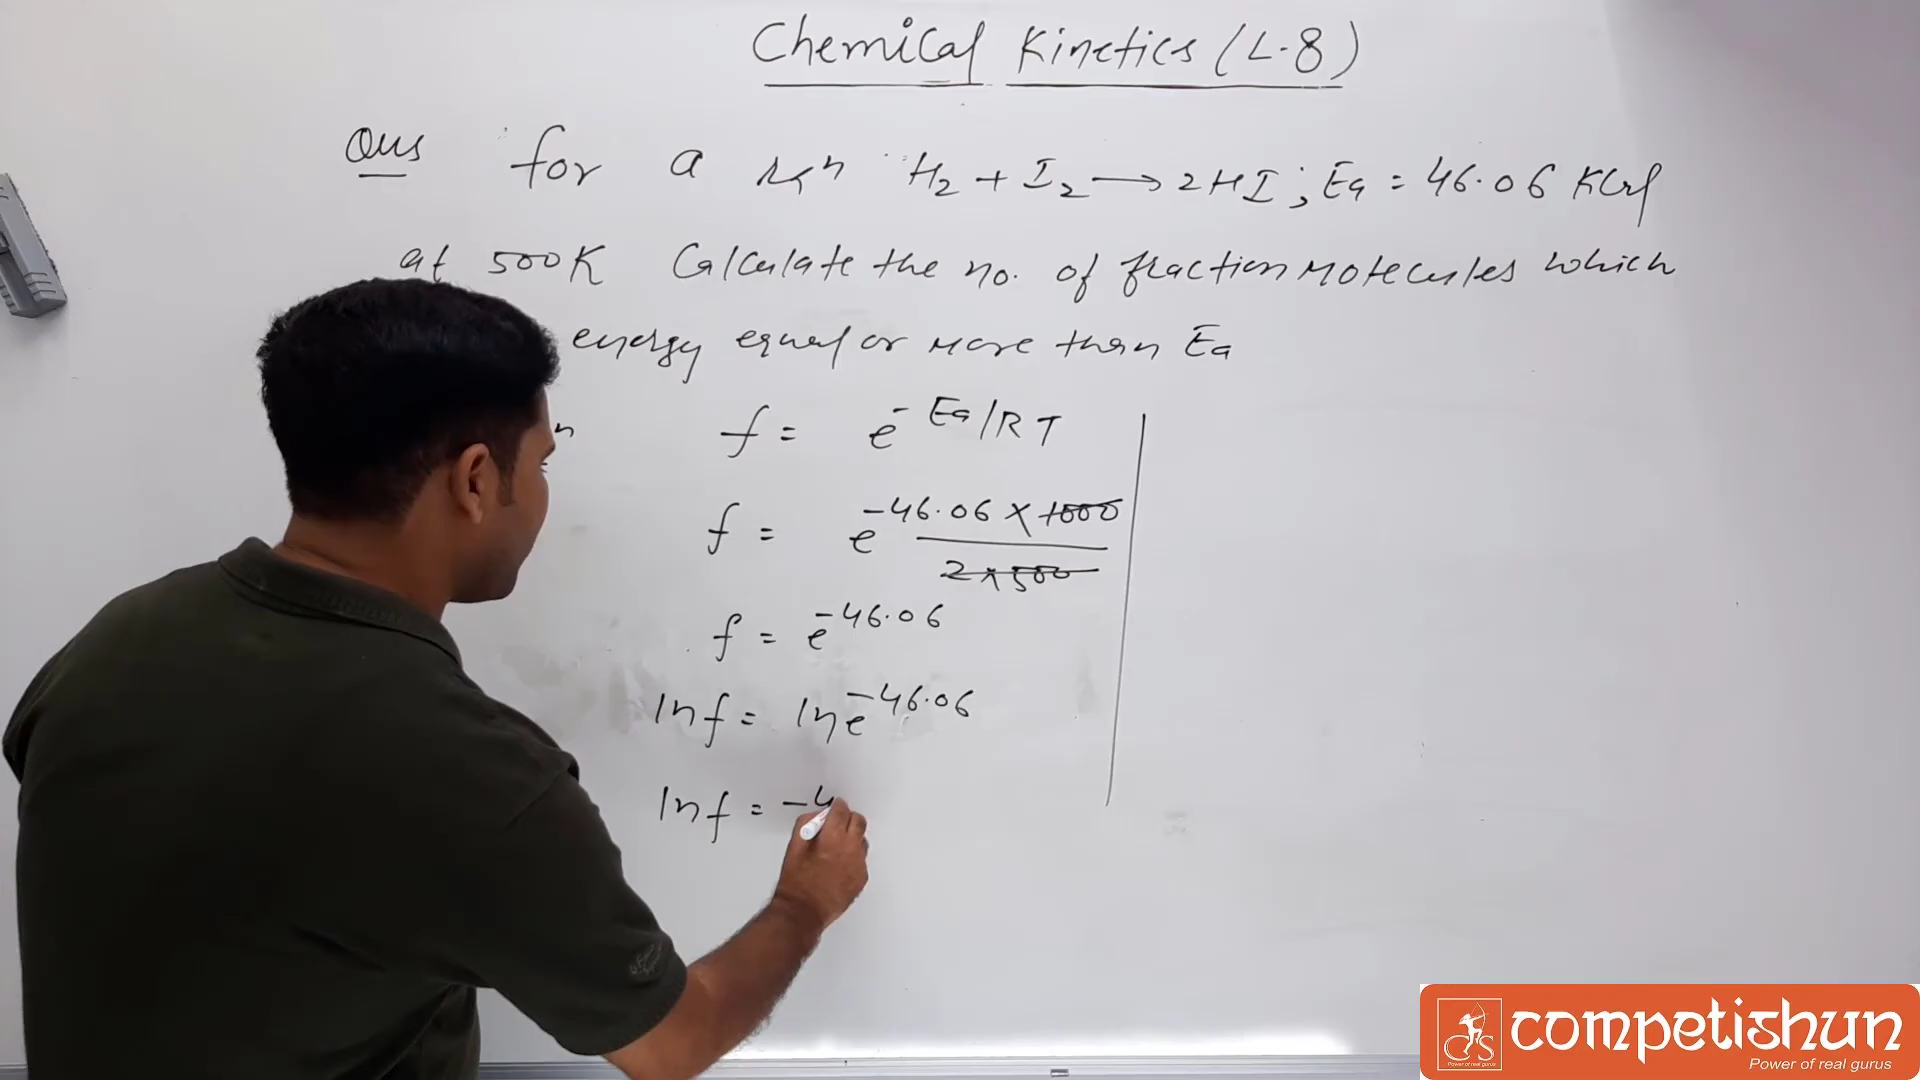 Chemical Kinetics (L-8)
Qus for a rxn H₂ + I₂ → 2HI ; Ea = 46.06 KCal
at 500K Calculate the no. of fraction molecules which
energy equal or more than Ea
n f = e^-Ea/RT
f = e^-46.06 × 1000 / 2×500
f = e^-46.06
ln f = ln e^-46.06
ln f = -4
competishun
Power of real gurus